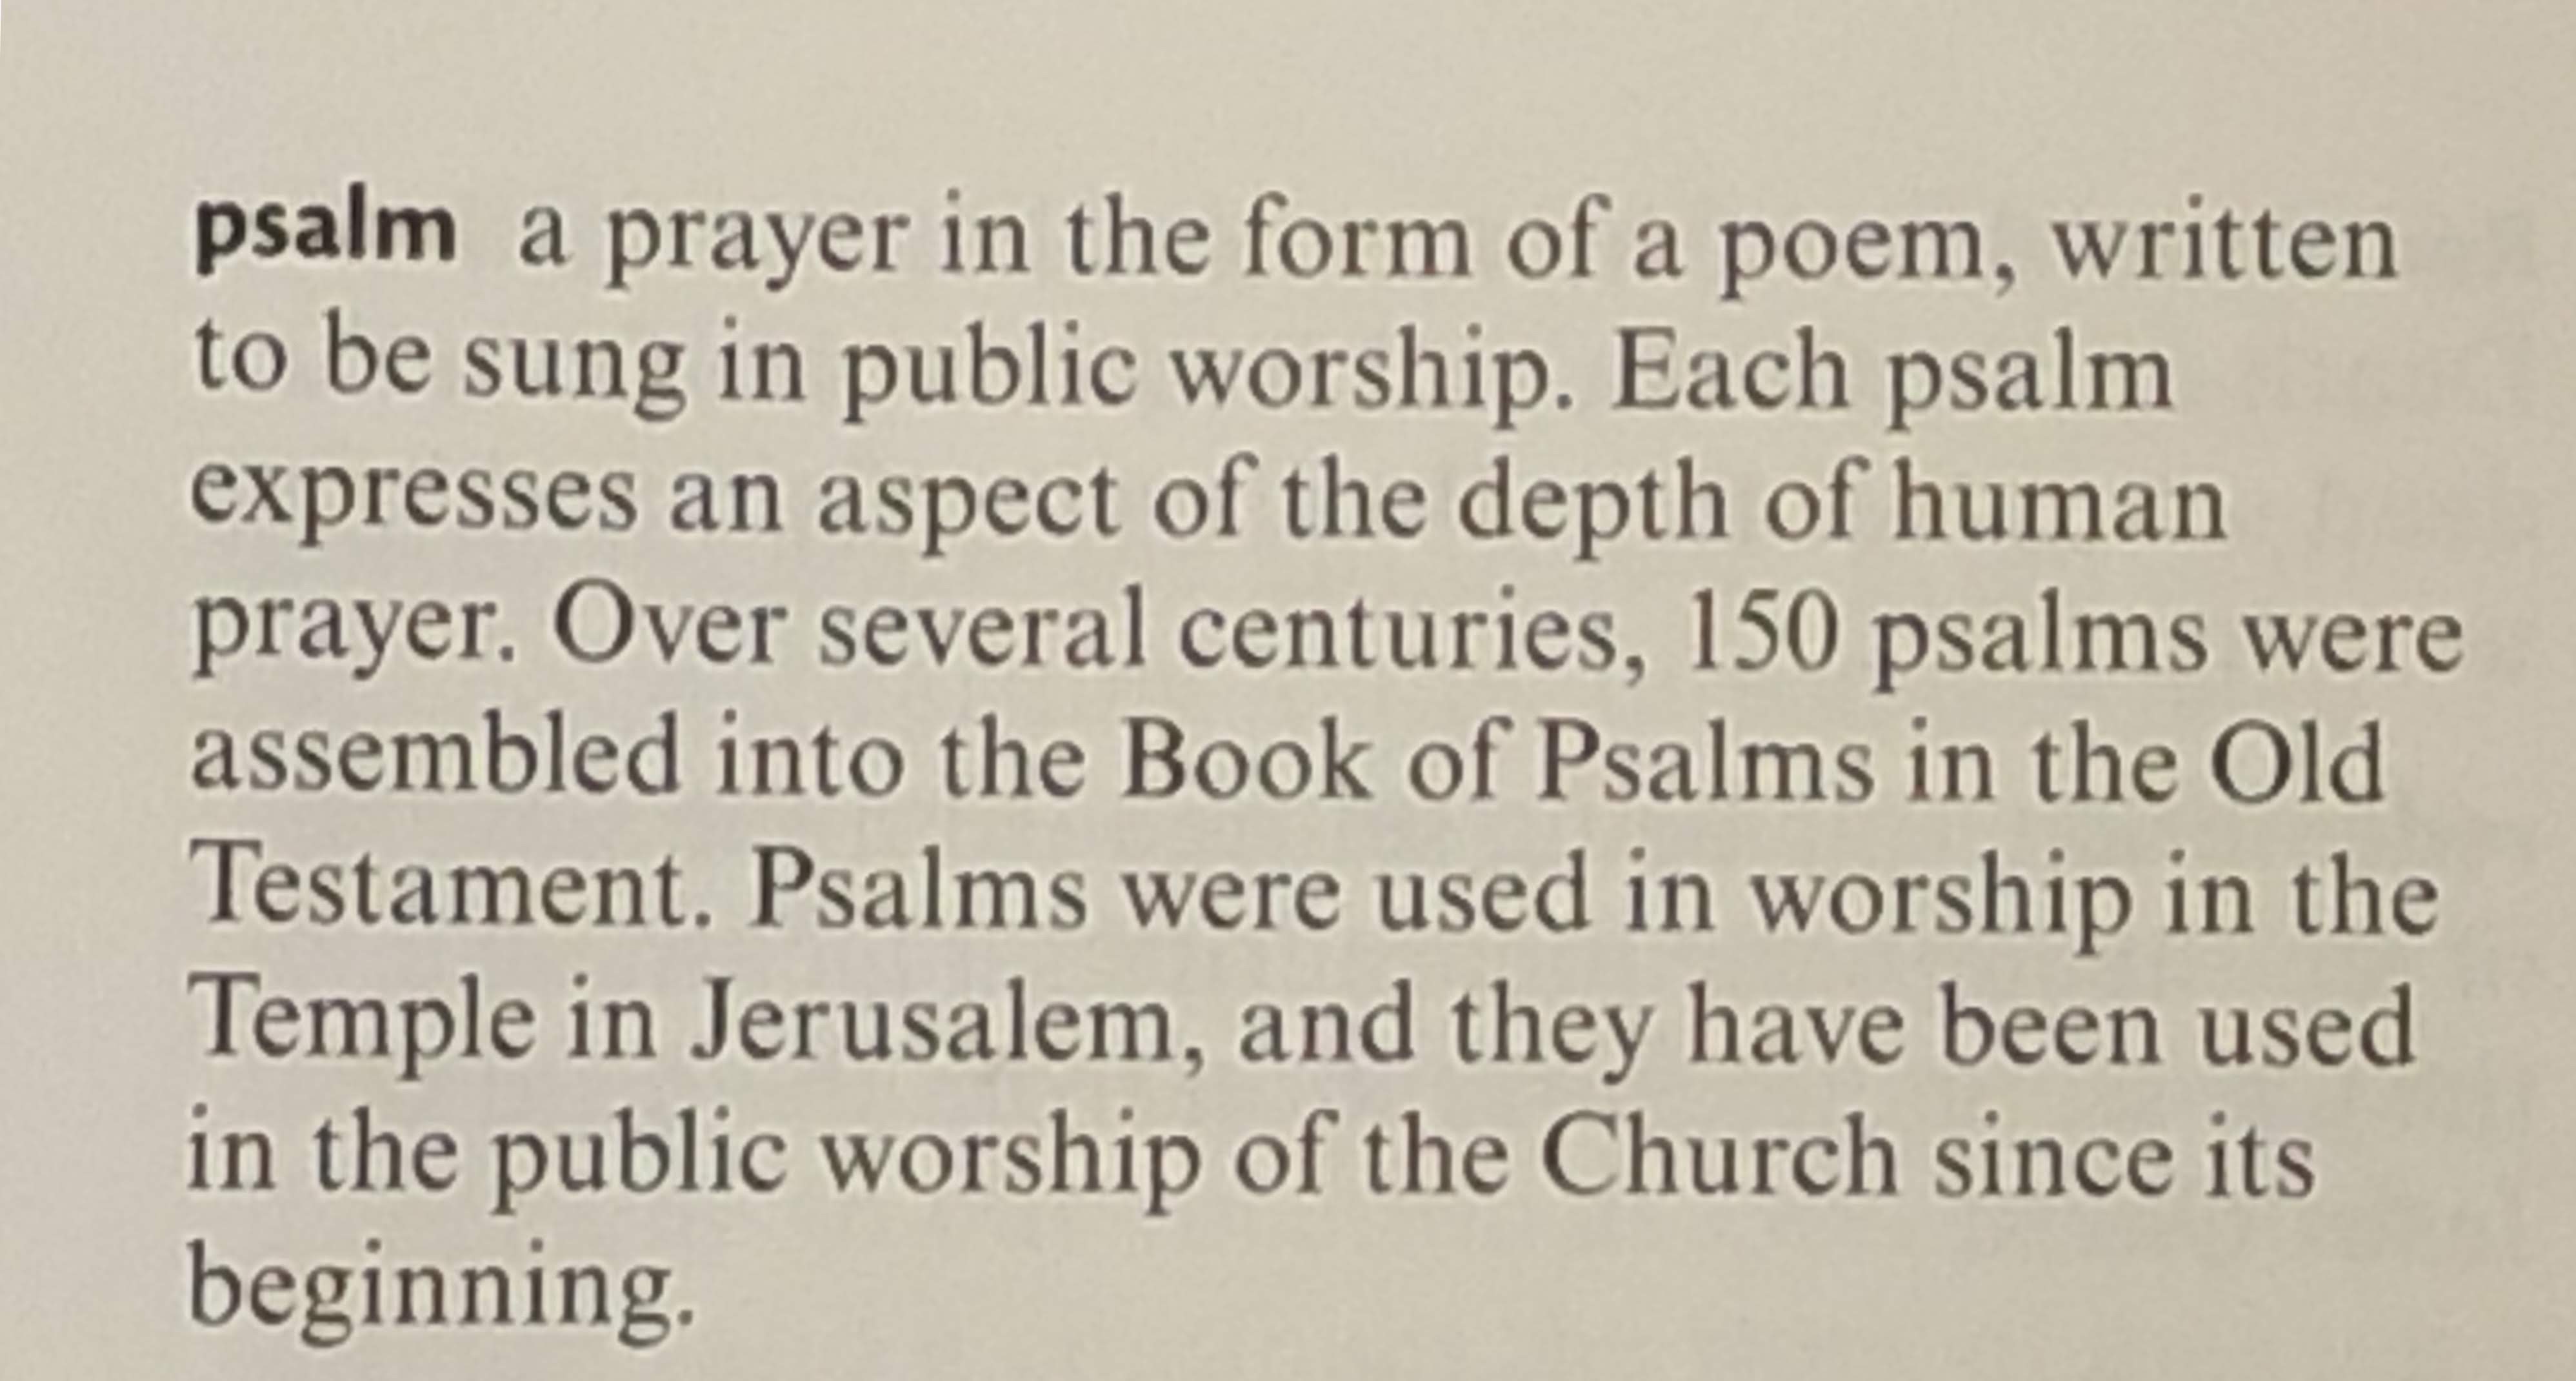 psalm a prayer in the form of a poem, written
to be sung in public worship. Each psalm
expresses an aspect of the depth of human
prayer. Over several centuries, 150 psalms were
assembled into the Book of Psalms in the Old
Testament. Psalms were used in worship in the
Temple in Jerusalem, and they have been used
in the public worship of the Church since its
beginning.